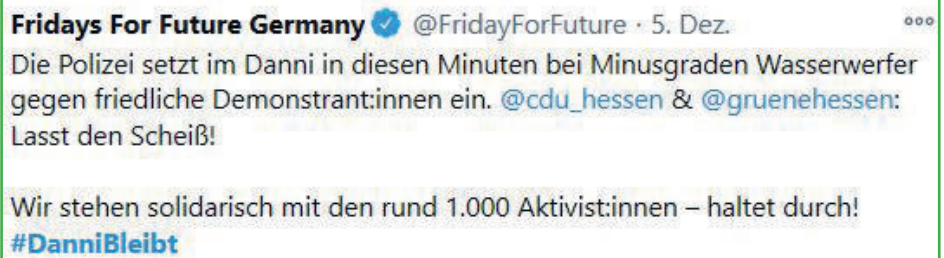 Fridays For Future Germany @FridayForFuture · 5. Dez.
Die Polizei setzt im Danni in diesen Minuten bei Minusgraden Wasserwerfer
gegen friedliche Demonstrant:innen ein. @cdu_hessen & @gruenehessen:
Lasst den Scheiß!
Wir stehen solidarisch mit den rund 1.000 Aktivist:innen – haltet durch!
#DanniBleibt